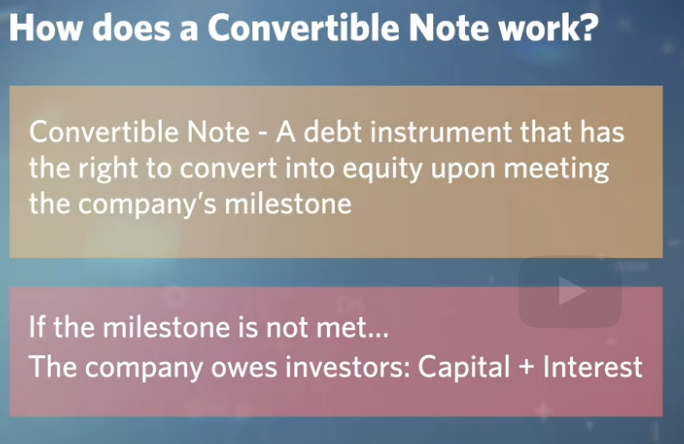 How does a Convertible Note work?
Convertible Note - A debt instrument that has
the right to convert into equity upon meeting
the company's milestone
If the milestone is not met...
The company owes investors: Capital + Interest